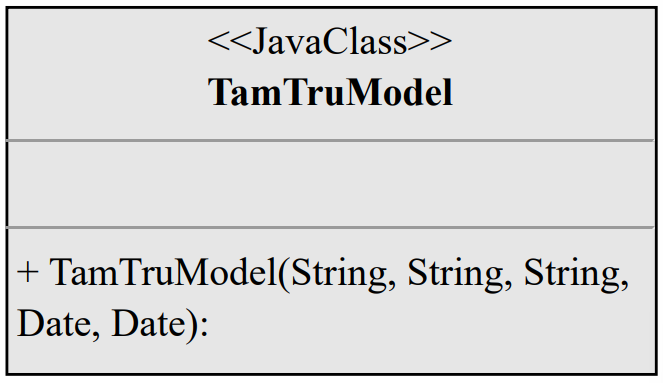 <<JavaClass>>
TamTruModel
+ TamTruModel(String, String, String,
Date, Date):